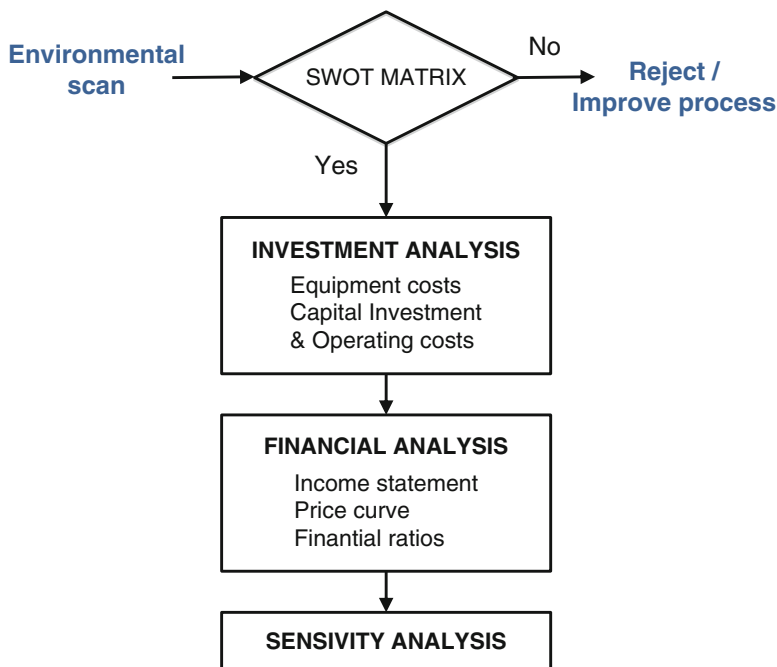 Environmental
scan
SWOT MATRIX
No
Reject /
Improve process
Yes
INVESTMENT ANALYSIS
Equipment costs
Capital Investment
& Operating costs
FINANCIAL ANALYSIS
Income statement
Price curve
Finantial ratios
SENSIVITY ANALYSIS